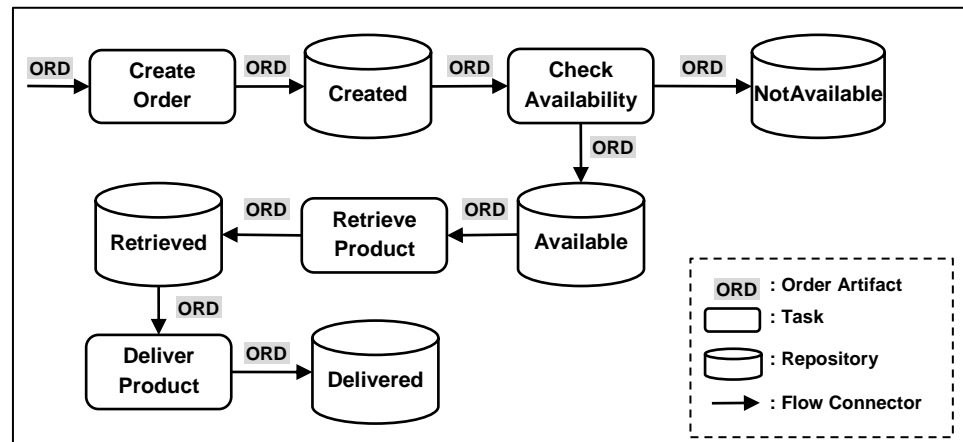 ORD
Create
Order
ORD
Created
ORD
Check
Availability
ORD
NotAvailable
ORD
Retrieved
ORD
Retrieve
Product
ORD
Available
ORD
Deliver
Product
ORD
Delivered
ORD : Order Artifact
: Task
: Repository
: Flow Connector